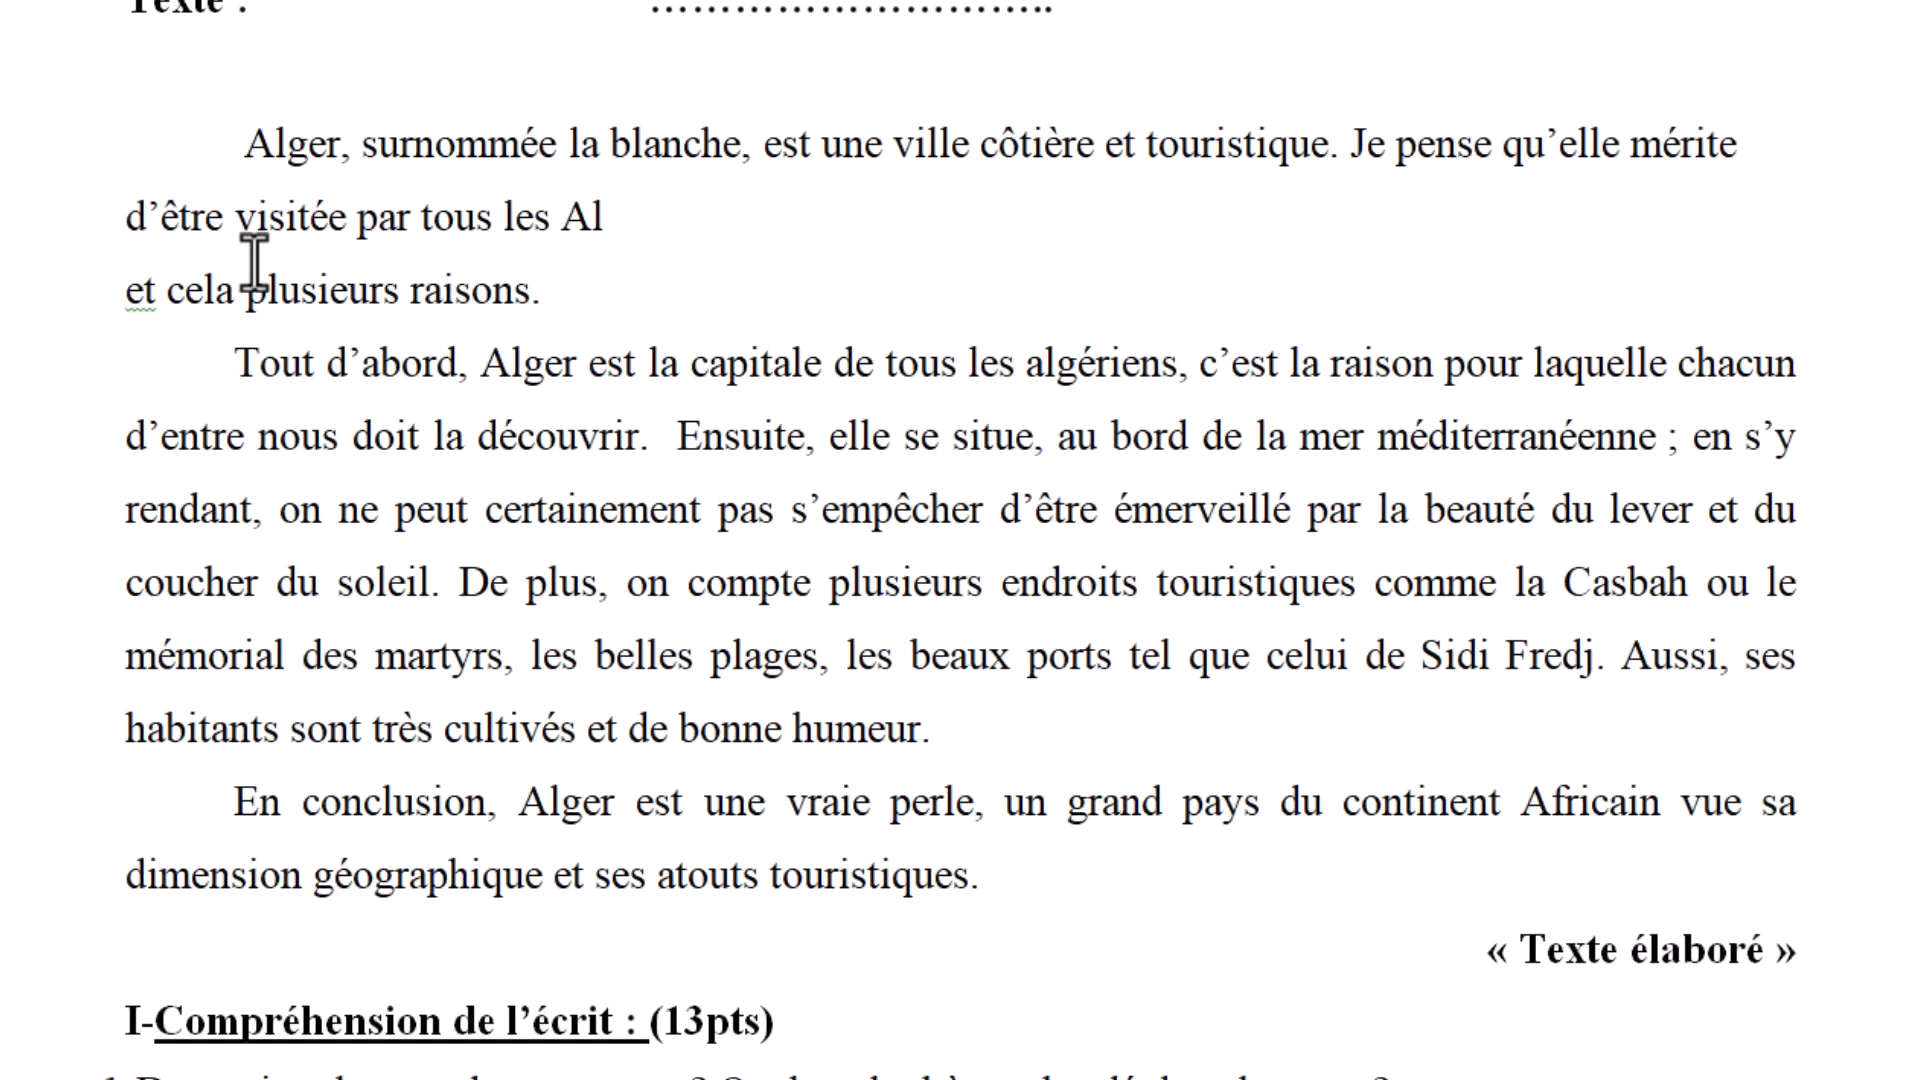 Texte : ………………………..
Alger, surnommée la blanche, est une ville côtière et touristique. Je pense qu’elle mérite
d’être visitée par tous les Al
et cela plusieurs raisons.
Tout d’abord, Alger est la capitale de tous les algériens, c’est la raison pour laquelle chacun
d’entre nous doit la découvrir.  Ensuite, elle se situe, au bord de la mer méditerranéenne ; en s’y
rendant, on ne peut certainement pas s’empêcher d’être émerveillé par la beauté du lever et du
coucher du soleil. De plus, on compte plusieurs endroits touristiques comme la Casbah ou le
mémorial des martyrs, les belles plages, les beaux ports tel que celui de Sidi Fredj. Aussi, ses
habitants sont très cultivés et de bonne humeur.
En conclusion, Alger est une vraie perle, un grand pays du continent Africain vue sa
dimension géographique et ses atouts touristiques.
« Texte élaboré »
I-Compréhension de l’écrit : (13pts)